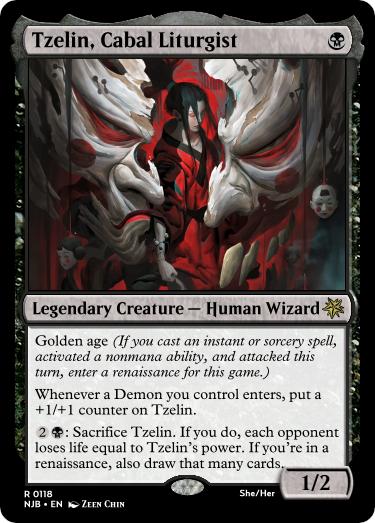 Tzelin, Cabal Liturgist
Legendary Creature — Human Wizard
Golden age (If you cast an instant or sorcery spell,
activated a nonmana ability, and attacked this
turn, enter a renaissance for this game.)
Whenever a Demon you control enters, put a
+1/+1 counter on Tzelin.
2 : Sacrifice Tzelin. If you do, each opponent
loses life equal to Tzelin's power. If you're in a
renaissance, also draw that many cards.
1/2
R 0118
She/Her
NJB • EN Zeen Chin